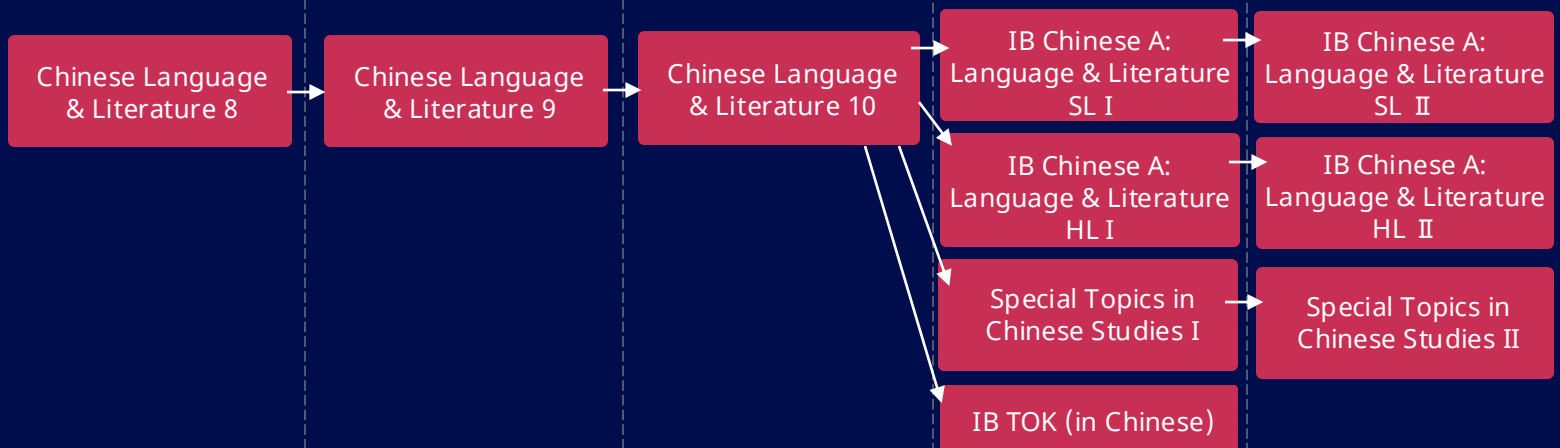 Chinese Language
& Literature 8
Chinese Language
& Literature 9
Chinese Language
& Literature 10
IB Chinese A:
Language & Literature
SL I
IB Chinese A:
Language & Literature
SL Ⅱ
IB Chinese A:
Language & Literature
HL I
IB Chinese A:
Language & Literature
HL Ⅱ
Special Topics in
Chinese Studies I
Special Topics in
Chinese Studies II
IB TOK (in Chinese)